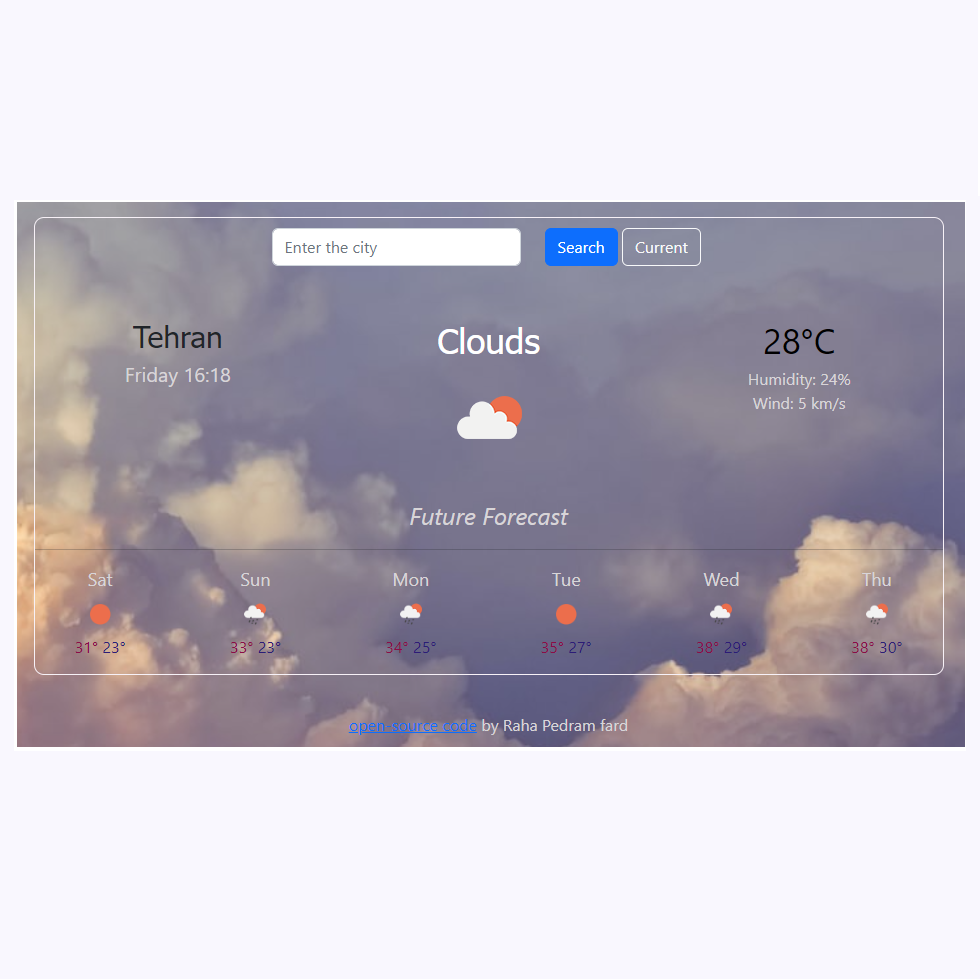 Enter the city
Search
Current
Tehran
Friday 16:18
Clouds
28°C
Humidity: 24%
Wind: 5 km/s
Future Forecast
Sat
Sun
Mon
Tue
Wed
Thu
31° 23°
33° 23°
34° 25°
35° 27°
38° 29°
38° 30°
open-source code by Raha Pedram fard